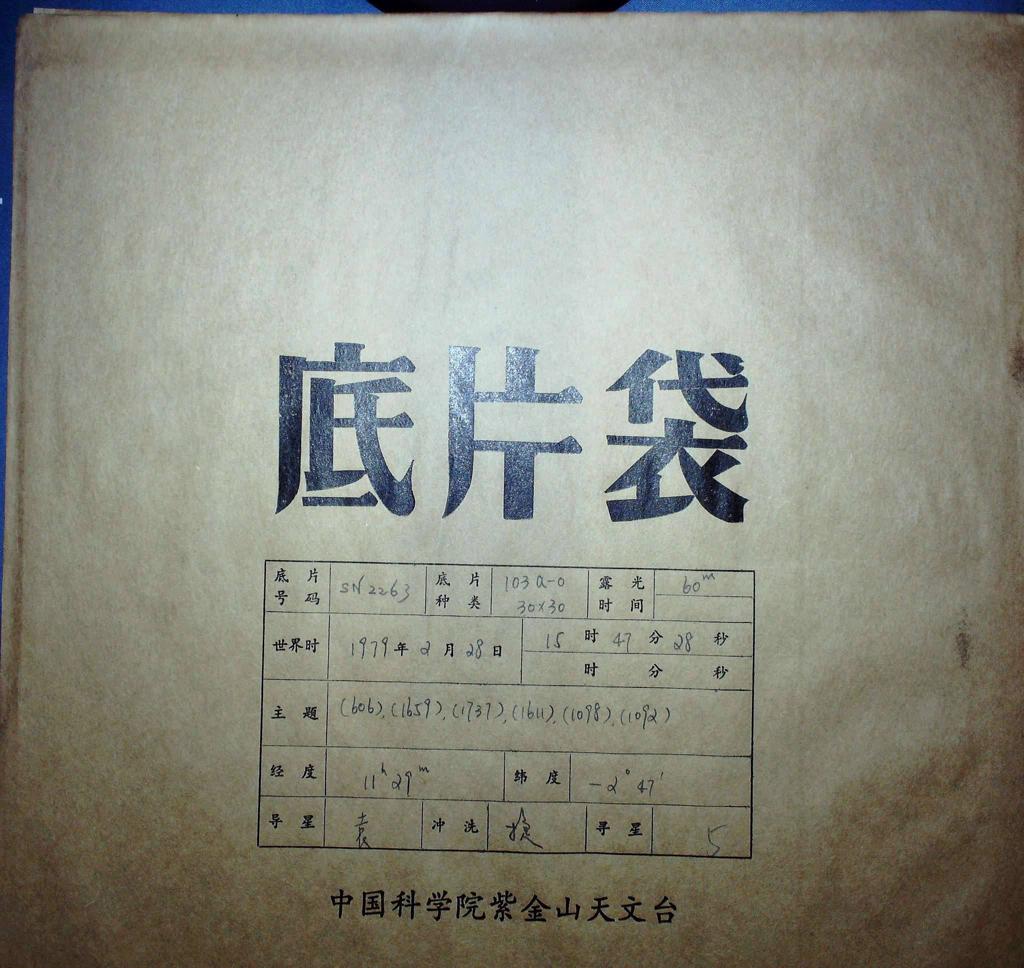 底片袋
底片号码 SN2263 底片种类 103a-0 30×30 露光时间 60m
世界时 1979年2月28日 15时47分28秒
时 分 秒
主题 (606),(1659),(1737),(1611),(1098),(1092)
经度 11h29m 纬度 -2°47'
导星 袁 冲洗 寻星 5
中国科学院紫金山天文台